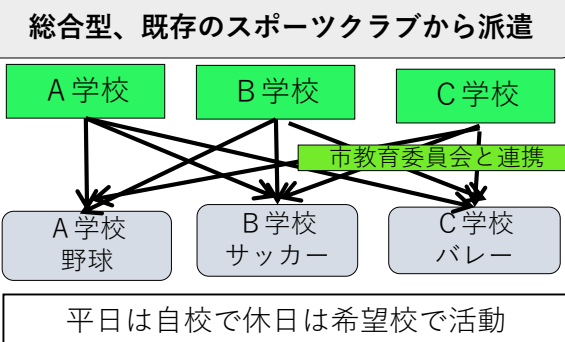 総合型、既存のスポーツクラブから派遣
A学校
B学校
C学校
市教育委員会と連携
A学校
野球
B学校
サッカー
C学校
バレー
平日は自校で休日は希望校で活動